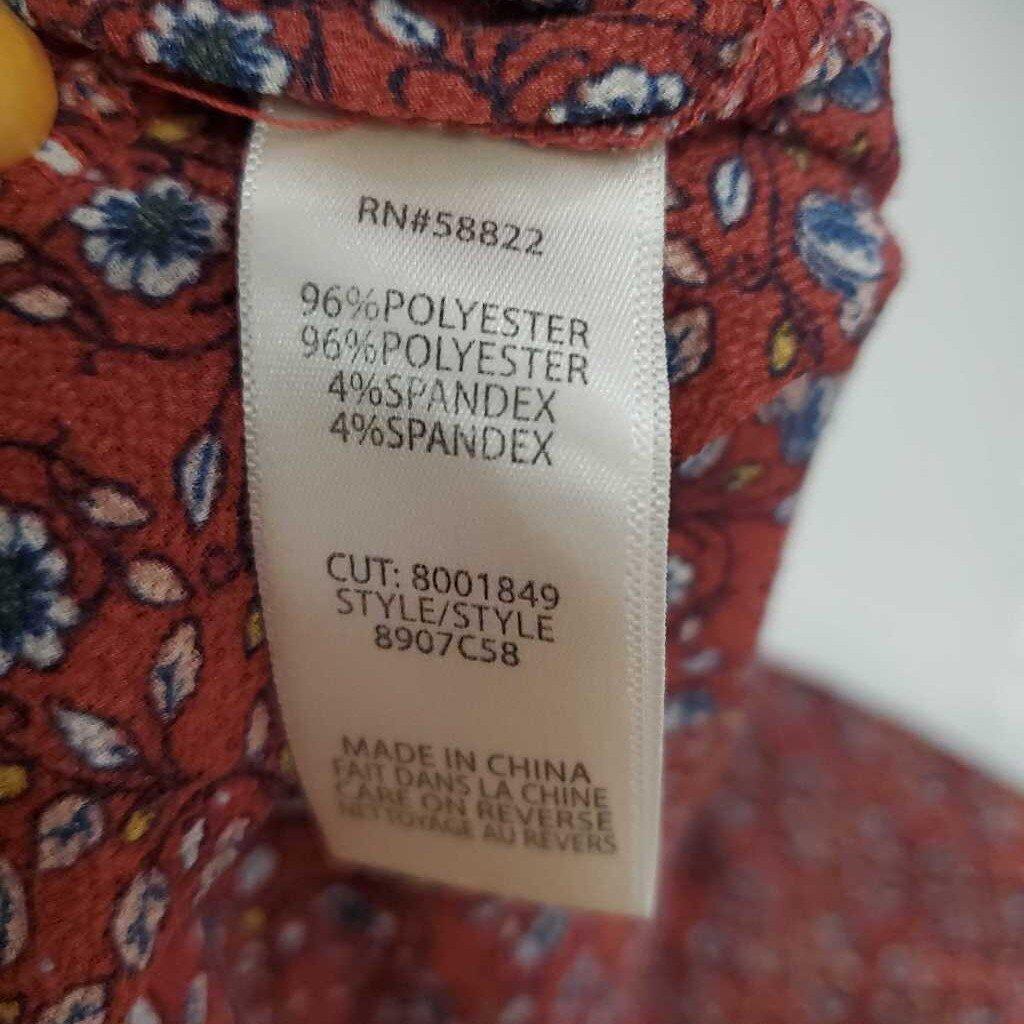 RN#58822
96%POLYESTER
96%POLYESTER
4%SPANDEX
4%SPANDEX
CUT: 8001849
STYLE/STYLE
8907C58
MADE IN CHINA
FAIT DANS LA CHINE
CARE ON REVERSE
NETTOYAGE AU REVERS